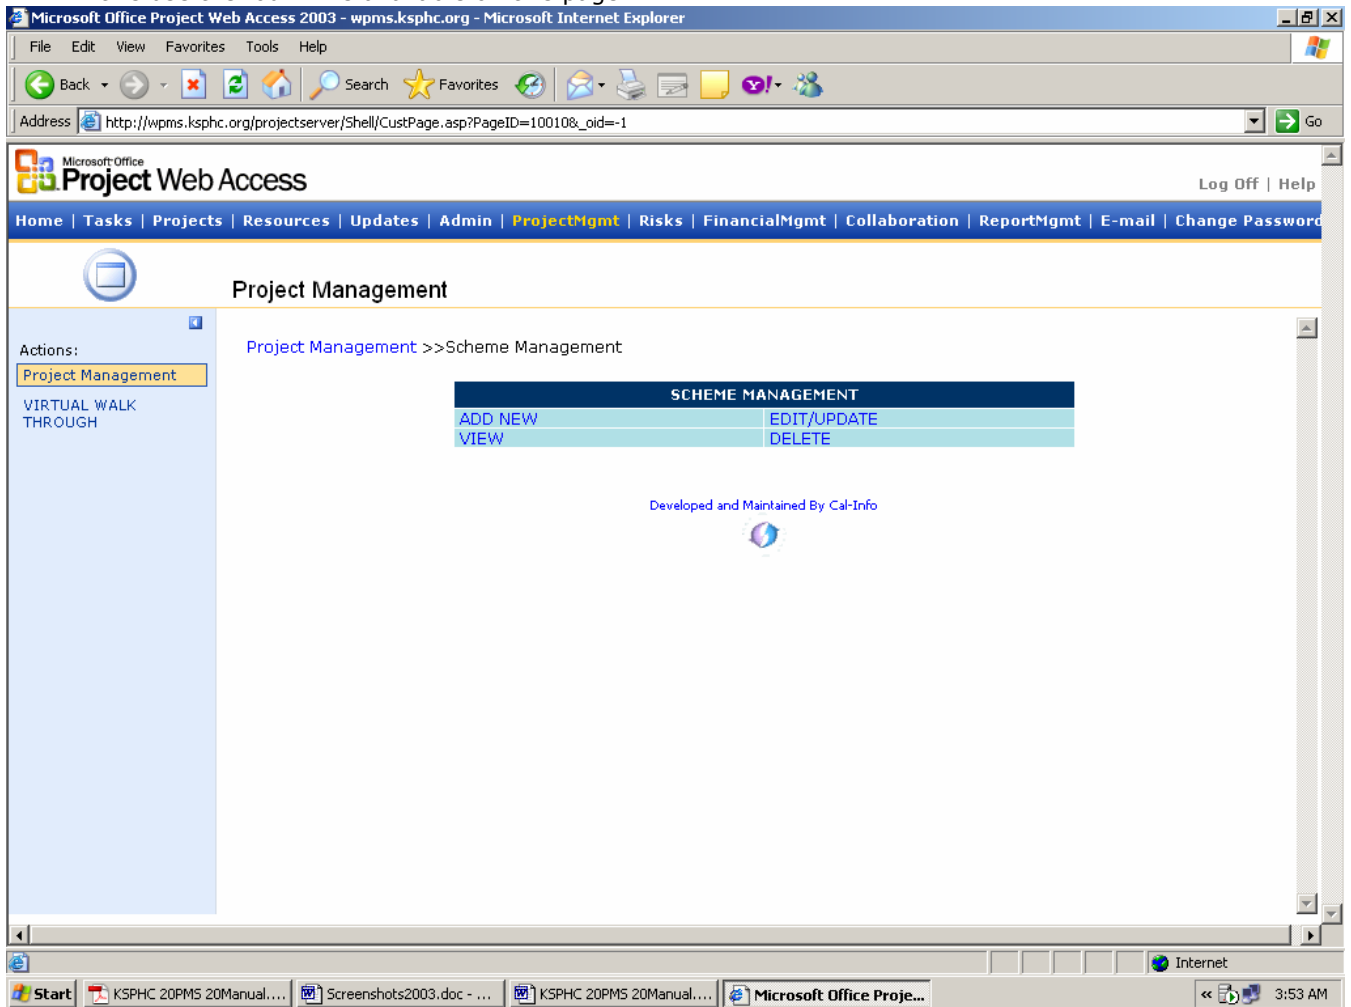 Microsoft Office Project Web Access 2003 - wpms.ksphc.org - Microsoft Internet Explorer
File Edit View Favorites Tools Help
Back Search Favorites
Address http://wpms.ksphc.org/projectserver/Shell/CustPage.asp?PageID=10010&_oid=-1 Go
Microsoft Office
Project Web Access
Log Off | Help
Home | Tasks | Projects | Resources | Updates | Admin | ProjectMgmt | Risks | FinancialMgmt | Collaboration | ReportMgmt | E-mail | Change Password
Project Management
Actions:
Project Management
VIRTUAL WALK
THROUGH
Project Management >>Scheme Management
SCHEME MANAGEMENT
ADD NEW EDIT/UPDATE
VIEW DELETE
Developed and Maintained By Cal-Info
Internet
Start KSPHC 20PMS 20Manual.... Screenshots2003.doc - ... KSPHC 20PMS 20Manual.... Microsoft Office Proje... « 3:53 AM